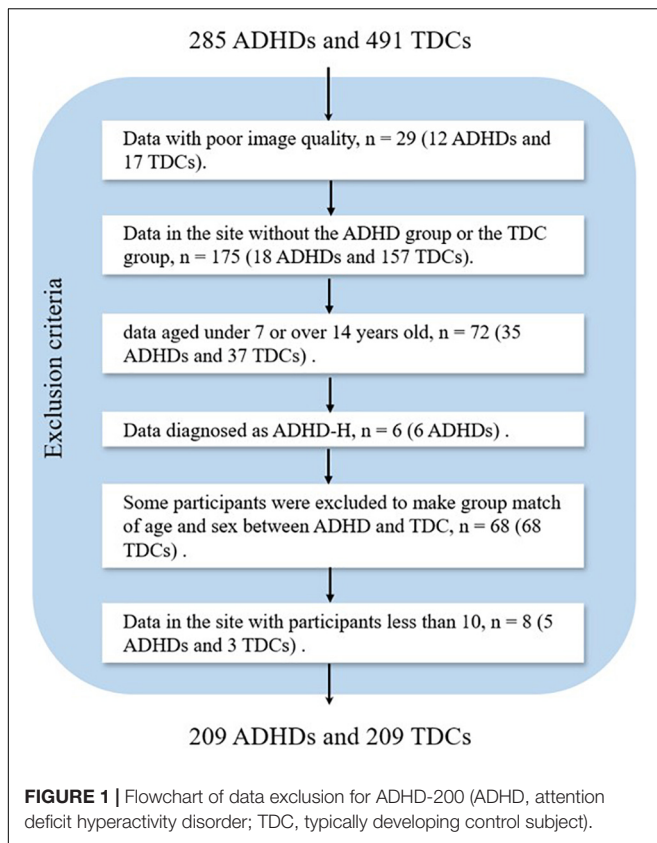 285 ADHDs and 491 TDCs
Exclusion criteria
Data with poor image quality, n = 29 (12 ADHDs and
17 TDCs).
Data in the site without the ADHD group or the TDC
group, n = 175 (18 ADHDs and 157 TDCs).
data aged under 7 or over 14 years old, n = 72 (35
ADHDs and 37 TDCs) .
Data diagnosed as ADHD-H, n = 6 (6 ADHDs) .
Some participants were excluded to make group match
of age and sex between ADHD and TDC, n = 68 (68
TDCs) .
Data in the site with participants less than 10, n = 8 (5
ADHDs and 3 TDCs) .
209 ADHDs and 209 TDCs
FIGURE 1 | Flowchart of data exclusion for ADHD-200 (ADHD, attention
deficit hyperactivity disorder; TDC, typically developing control subject).